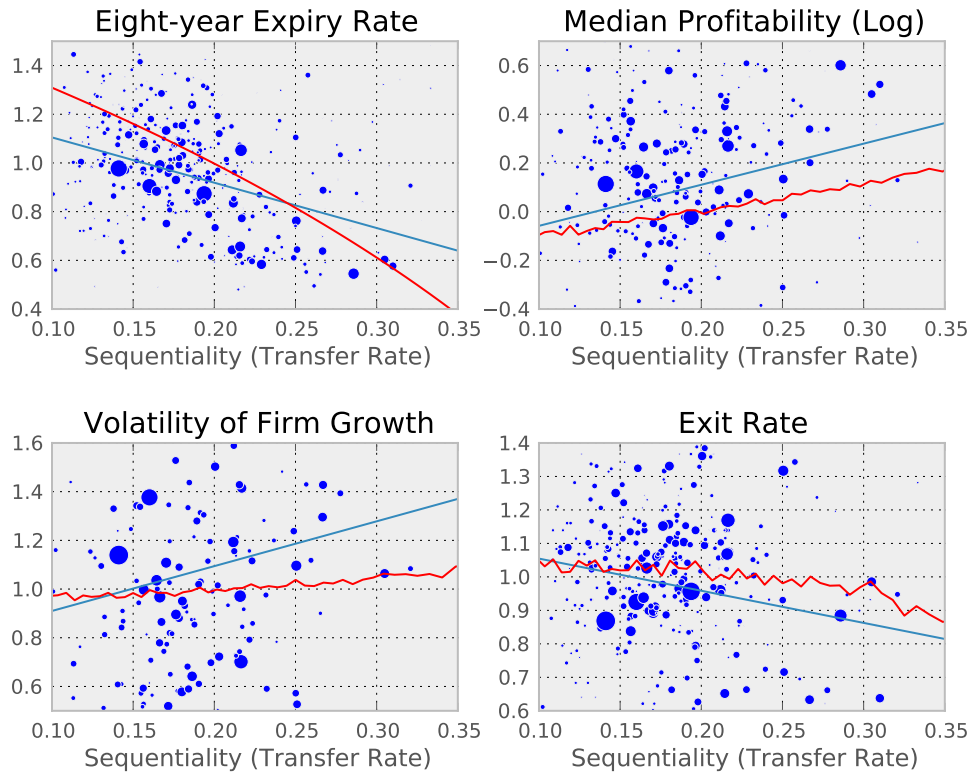 Eight-year Expiry Rate
Median Profitability (Log)
1.4
1.2
1.0
0.8
0.6
0.4
0.10 0.15 0.20 0.25 0.30 0.35
Sequentiality (Transfer Rate)
0.6
0.4
0.2
0.0
−0.2
−0.4
0.10 0.15 0.20 0.25 0.30 0.35
Sequentiality (Transfer Rate)
Volatility of Firm Growth
Exit Rate
1.6
1.4
1.2
1.0
0.8
0.6
0.10 0.15 0.20 0.25 0.30 0.35
Sequentiality (Transfer Rate)
1.4
1.3
1.2
1.1
1.0
0.9
0.8
0.7
0.6
0.10 0.15 0.20 0.25 0.30 0.35
Sequentiality (Transfer Rate)